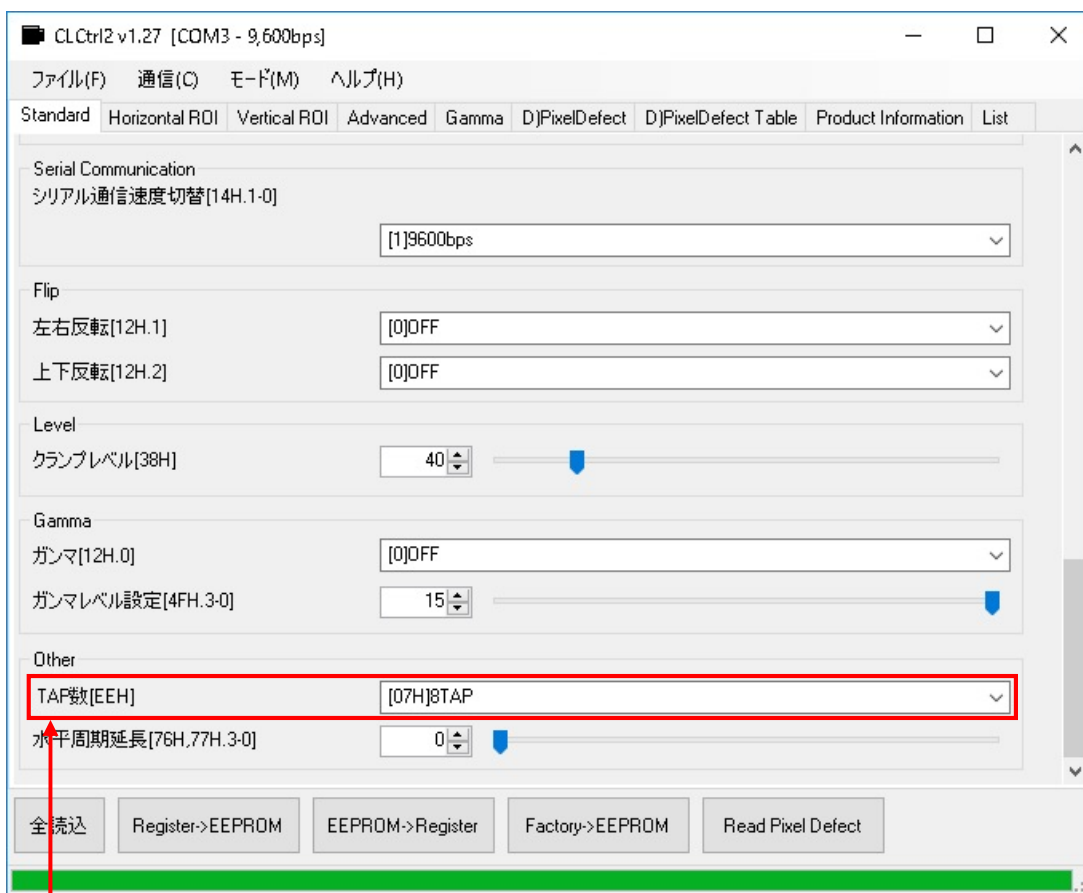 CLCtrl2 v1.27 [COM3 - 9,600bps]
ファイル(F) 通信(C) モード(M) ヘルプ(H)
Standard Horizontal ROI Vertical ROI Advanced Gamma D)PixelDefect D)PixelDefect Table Product Information List
Serial Communication
シリアル通信速度切替[14H.1-0]
[1]9600bps
Flip
左右反転[12H.1] [0]OFF
上下反転[12H.2] [0]OFF
Level
クランプレベル[38H] 40
Gamma
ガンマ[12H.0] [0]OFF
ガンマレベル設定[4FH.3-0] 15
Other
TAP数[EEH] [07H]8TAP
水平周期延長[76H,77H.3-0] 0
全読込 Register->EEPROM EEPROM->Register Factory->EEPROM Read Pixel Defect